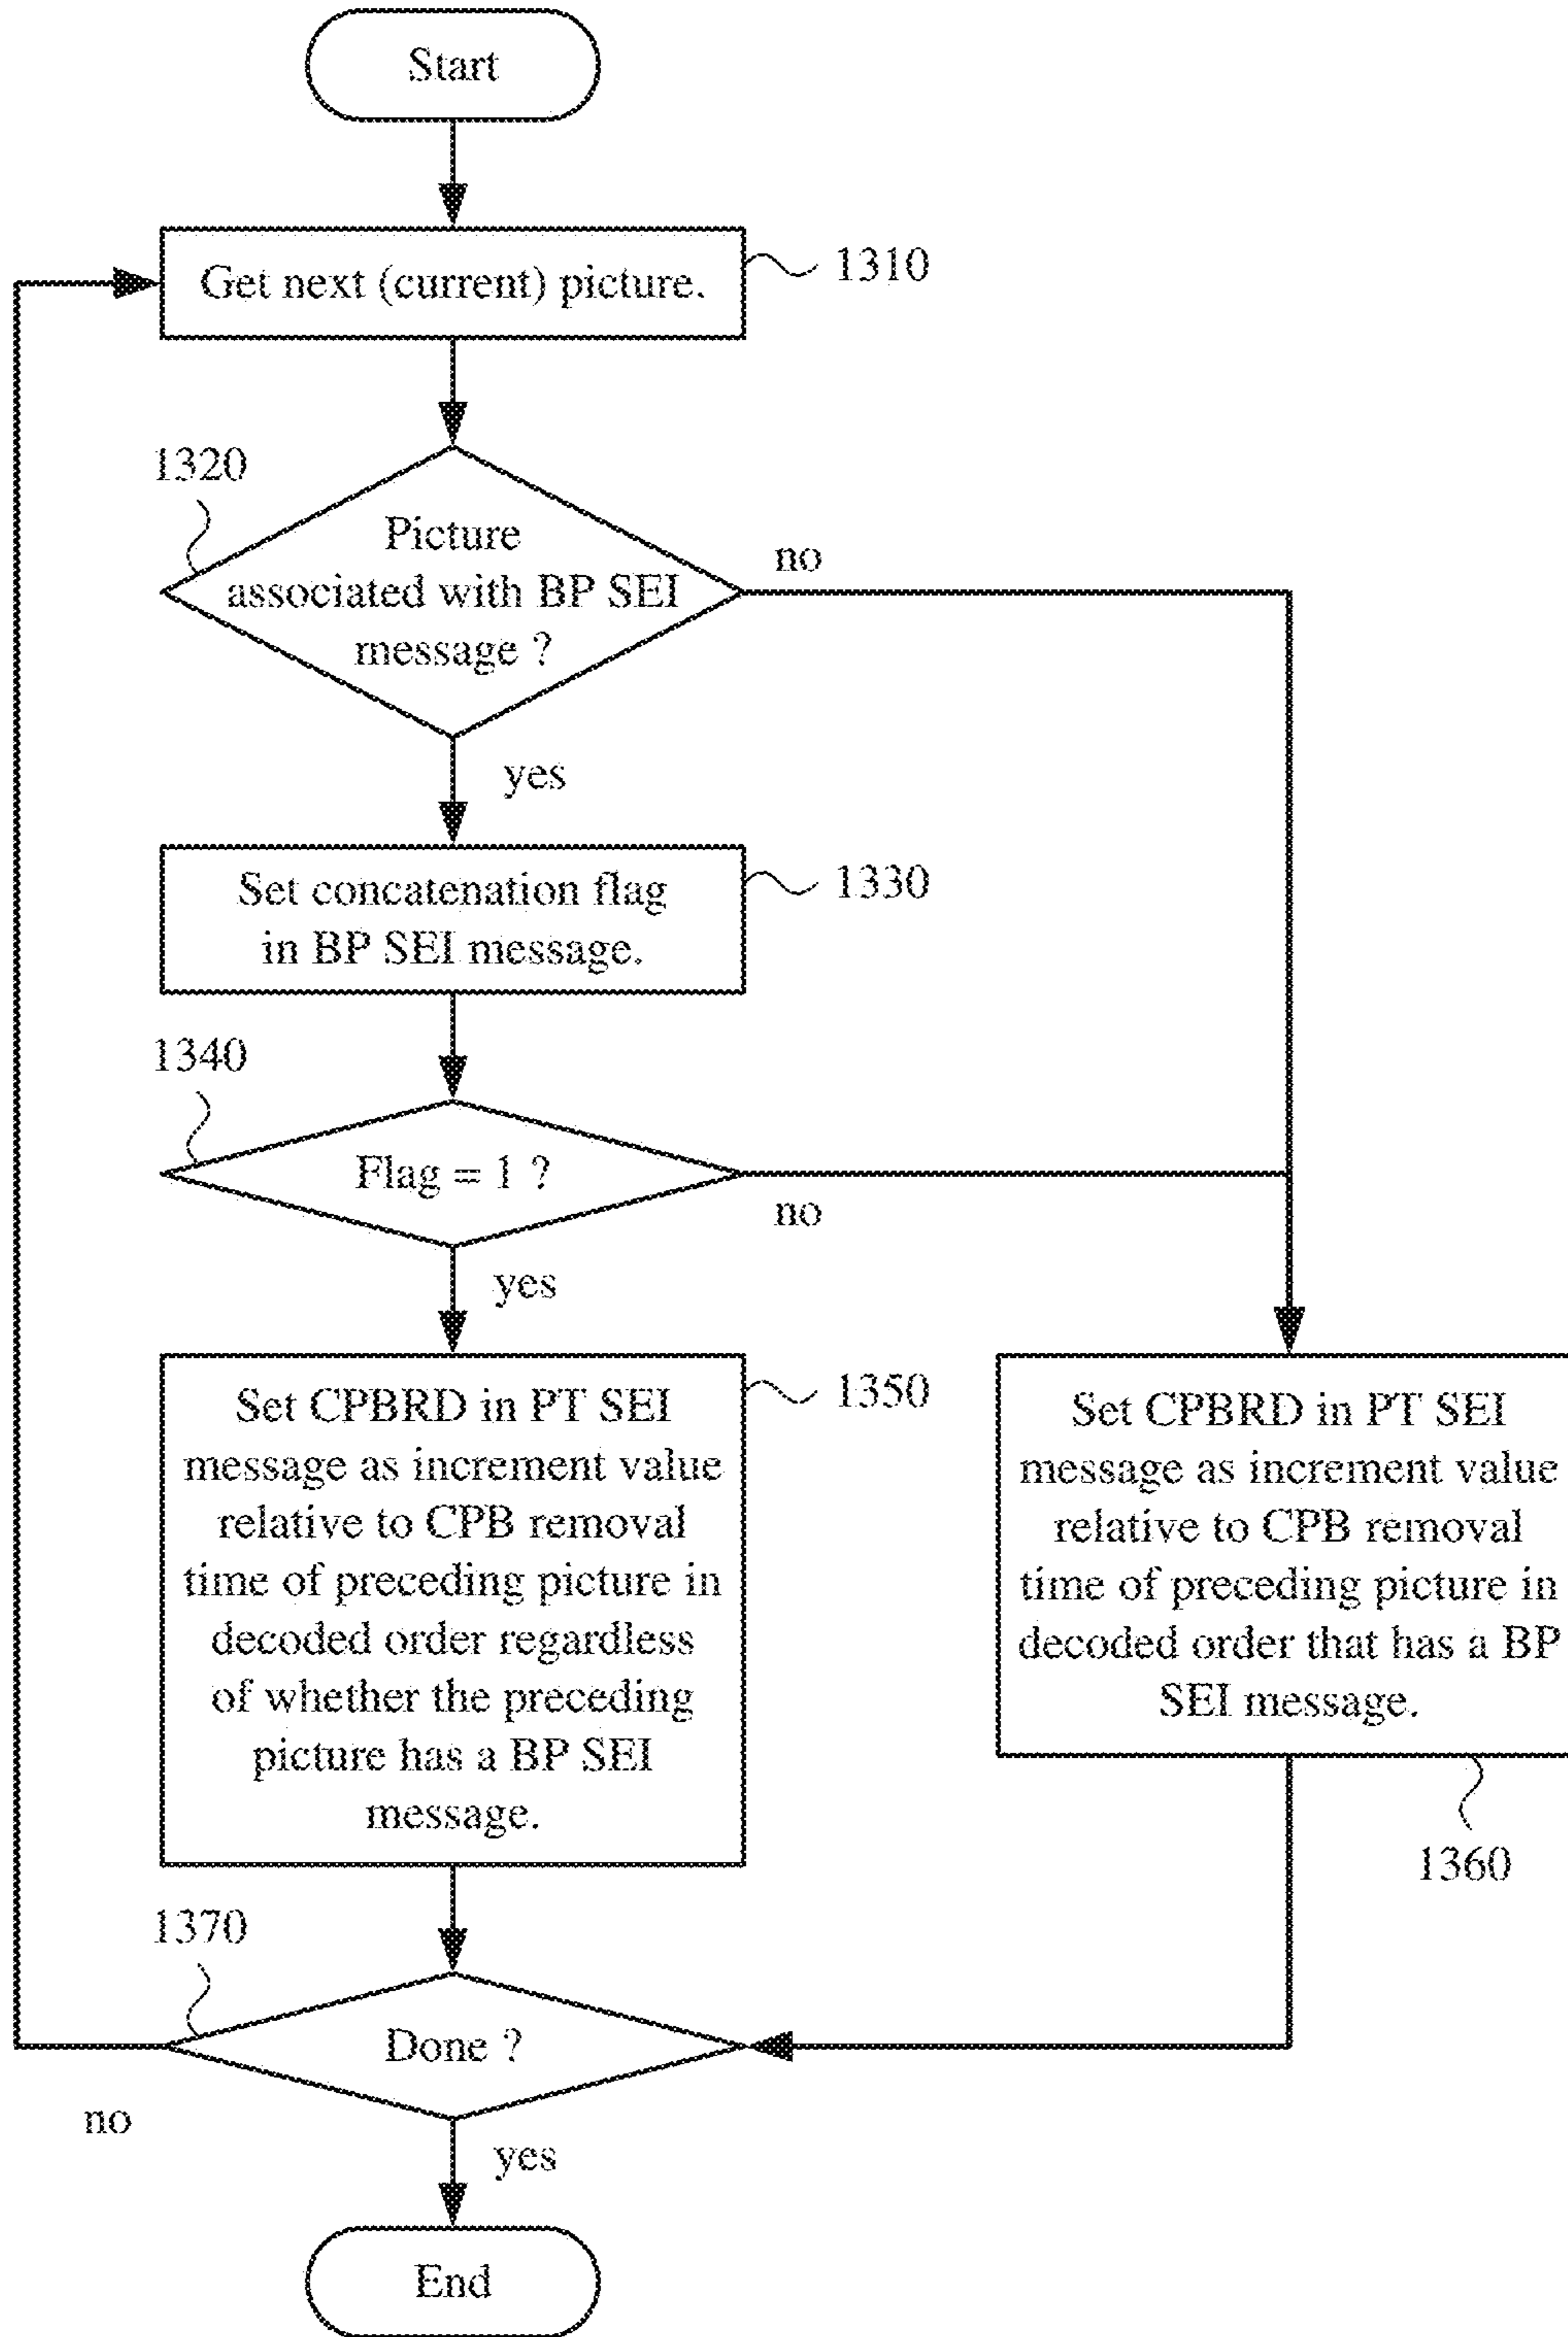 Start
Get next (current) picture.
1310
1320
Picture
associated with BP SEI
message ?
no
yes
Set concatenation flag
in BP SEI message.
1330
1340
Flag = 1 ?
no
yes
Set CPBRD in PT SEI
message as increment value
relative to CPB removal
time of preceding picture in
decoded order regardless
of whether the preceding
picture has a BP SEI
message.
1350
Set CPBRD in PT SEI
message as increment value
relative to CPB removal
time of preceding picture in
decoded order that has a BP
SEI message.
1360
1370
Done ?
no
yes
End